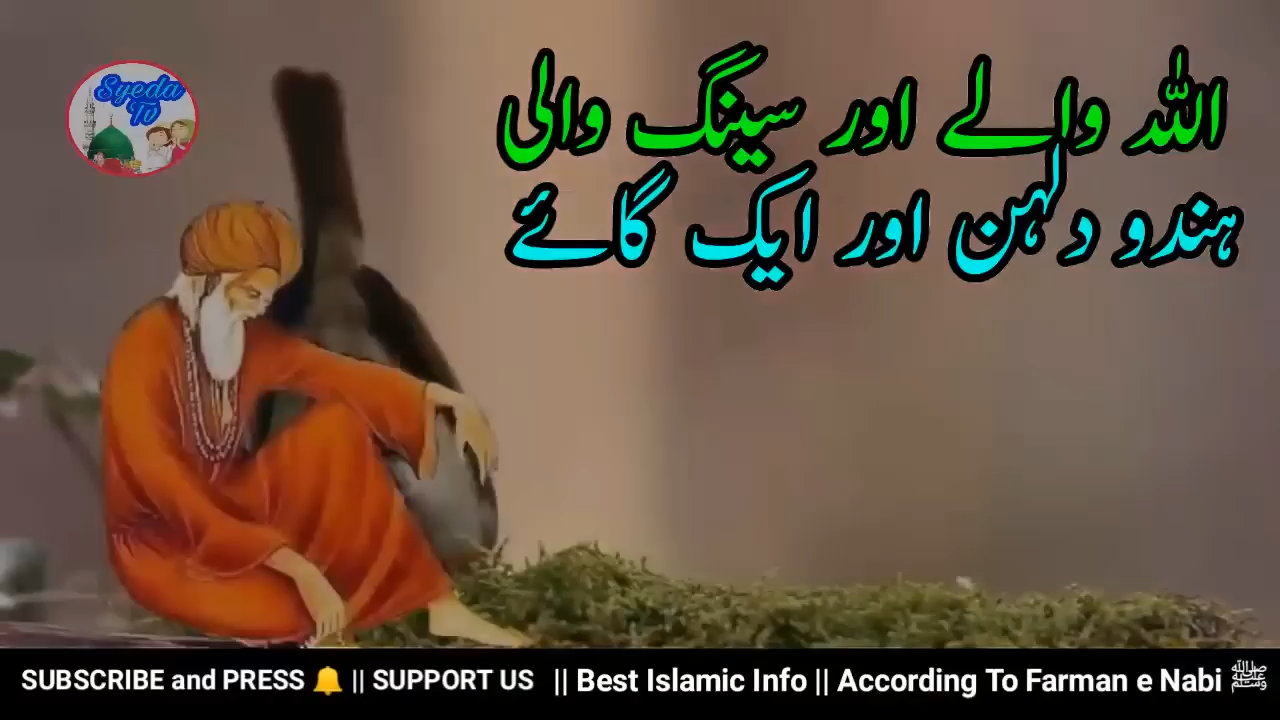 Syeda
Tv
اللہ والے اور سینگ والی
ہندو دلہن اور ایک گائے
SUBSCRIBE and PRESS 🔔 || SUPPORT US || Best Islamic Info || According To Farman e Nabi ﷺ